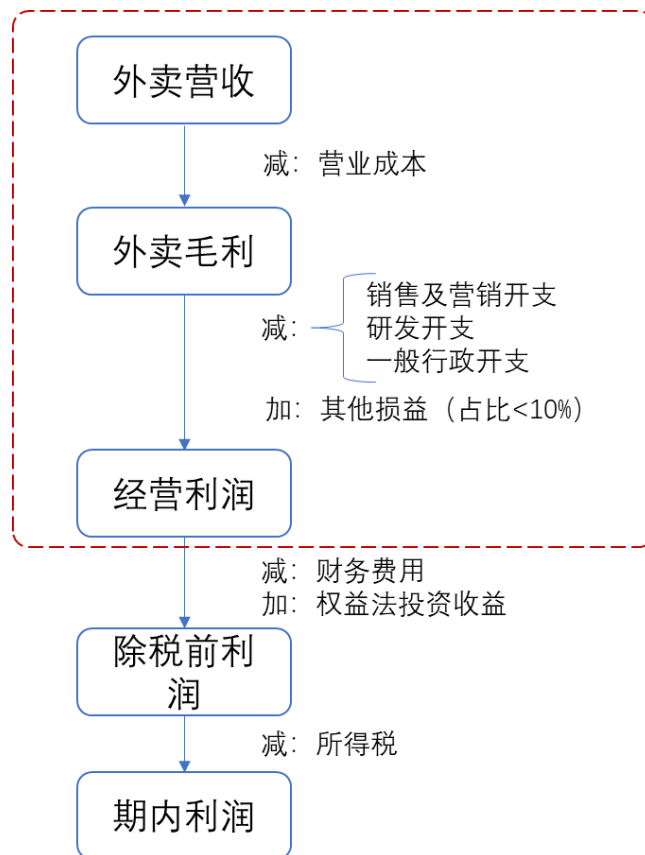 外卖营收
减：营业成本
外卖毛利
减：
销售及营销开支
研发开支
一般行政开支
加：其他损益（占比<10%）
经营利润
减：财务费用
加：权益法投资收益
除税前利
润
减：所得税
期内利润